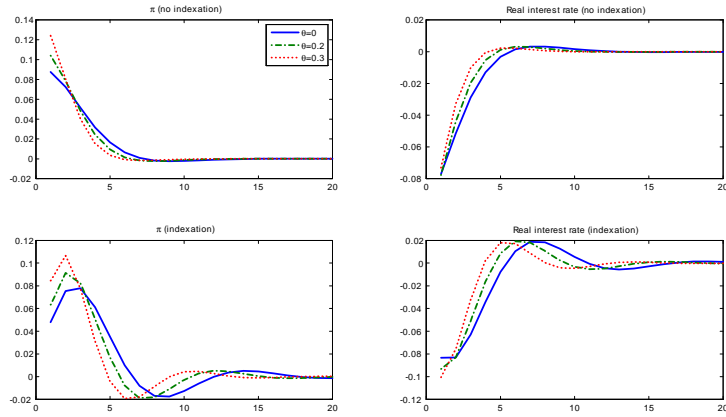 π (no indexation)
0.14
0.12
0.1
0.08
0.06
0.04
0.02
0
-0.02
0 5 10 15 20
θ=0
θ=0.2
θ=0.3
Real interest rate (no indexation)
0.02
0
-0.02
-0.04
-0.06
-0.08
0 5 10 15 20
π (indexation)
0.12
0.1
0.08
0.06
0.04
0.02
0
-0.02
0 5 10 15 20
Real interest rate (indexation)
0.02
0
-0.02
-0.04
-0.06
-0.08
-0.1
-0.12
0 5 10 15 20